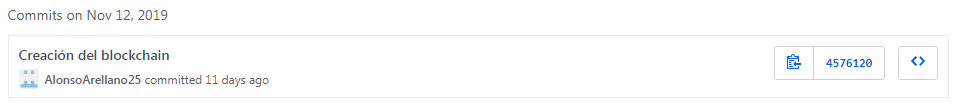 Commits on Nov 12, 2019
Creación del blockchain
4576120
AlonsoArellano25 committed 11 days ago